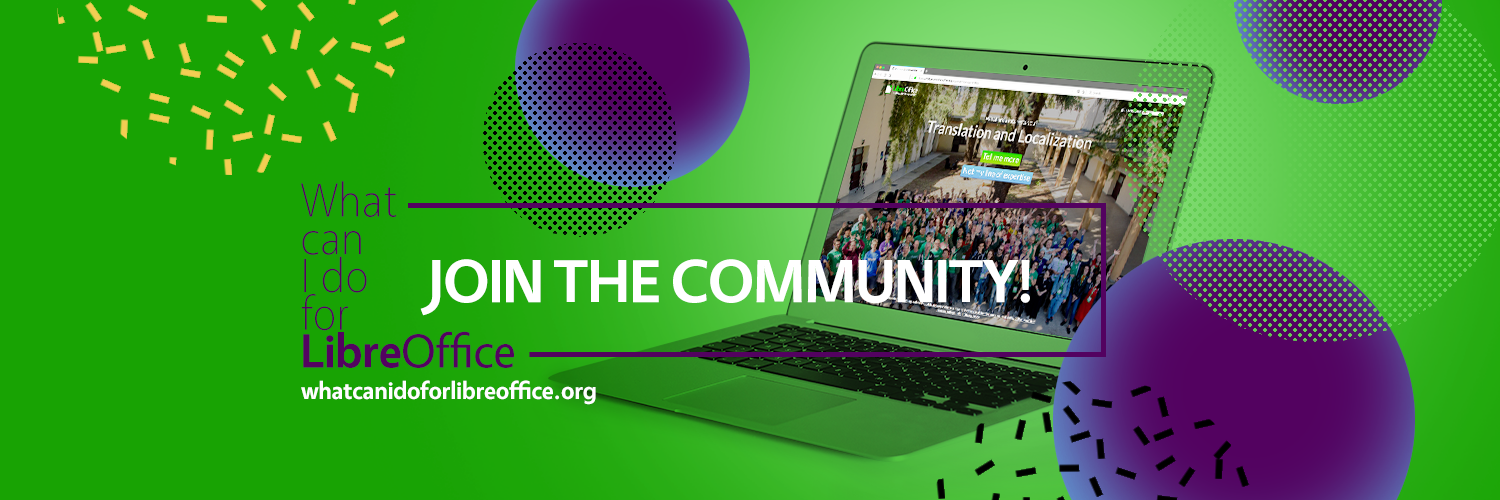 What
can
I do
for
LibreOffice
whatcanidoforlibreoffice.org
JOIN THE COMMUNITY!
LibreOffice
Translation and Localization
Tell me more
Not my line of expertise